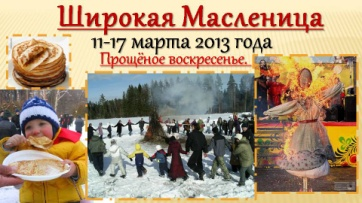 Широкая Масленица
11-17 марта 2013 года
Прощёное воскресенье.